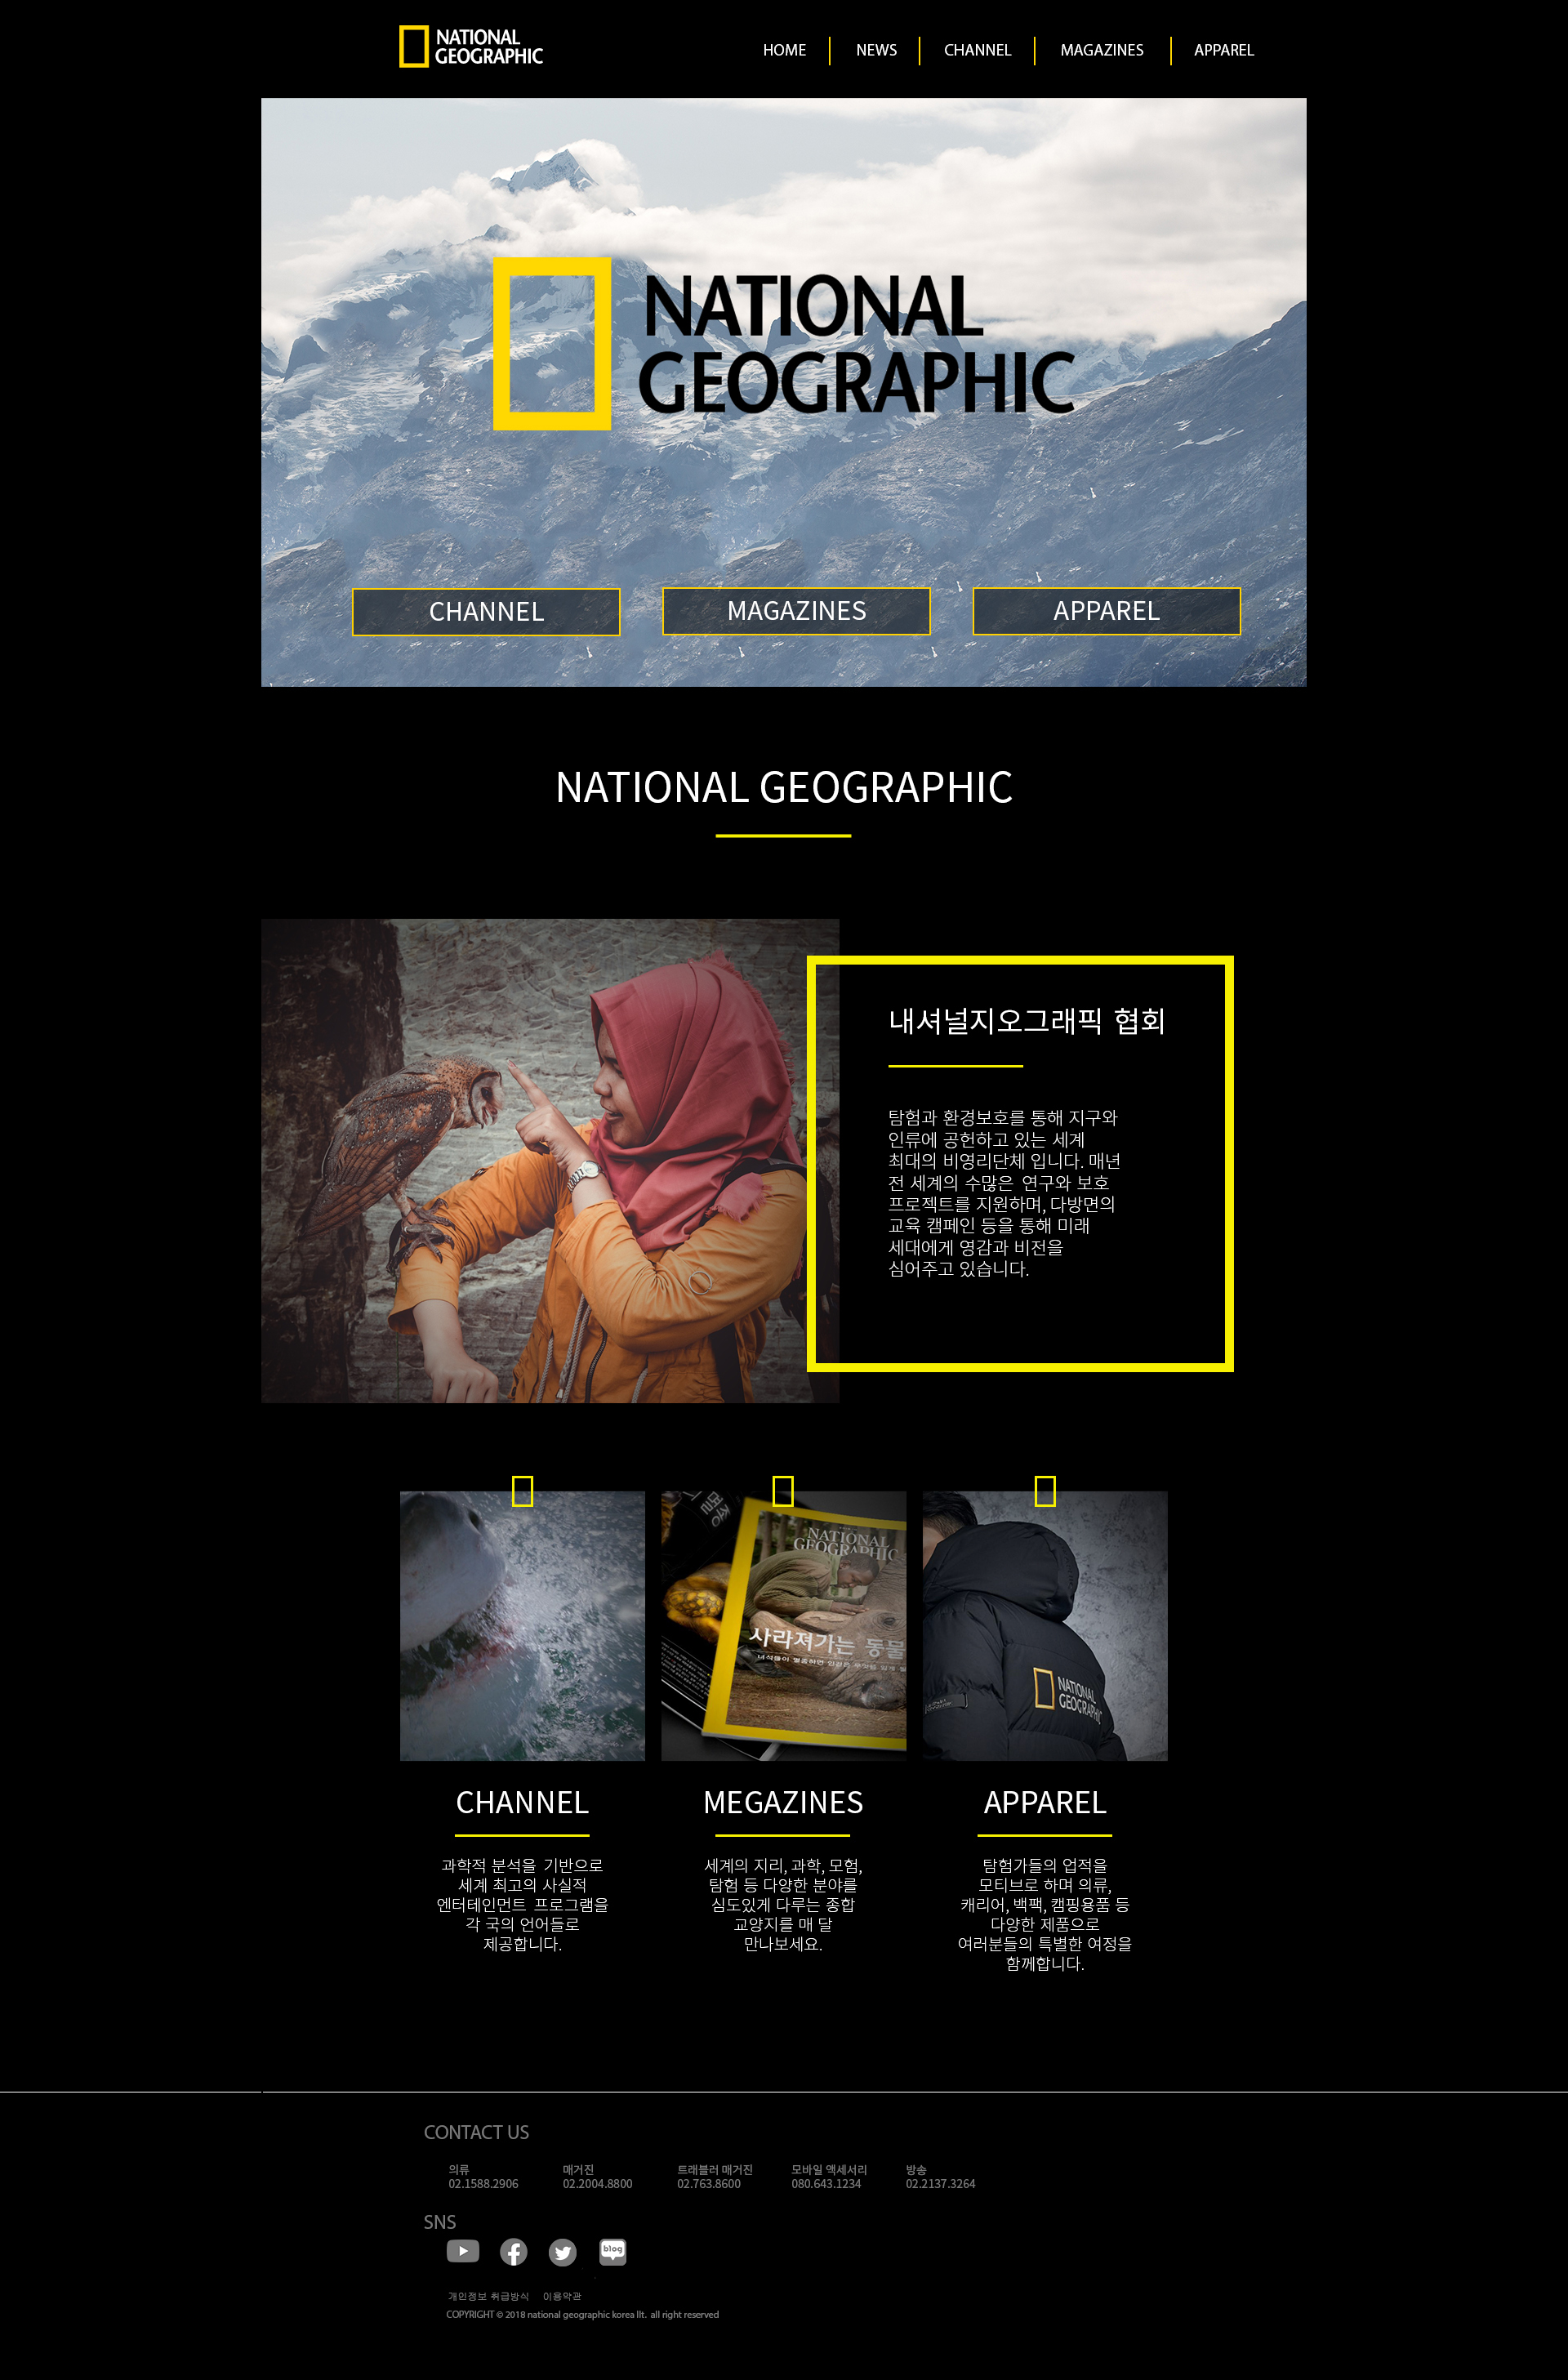 NATIONAL
GEOGRAPHIC
HOME
NEWS
CHANNEL
MAGAZINES
APPAREL
NATIONAL
GEOGRAPHIC
CHANNEL
MAGAZINES
APPAREL
NATIONAL GEOGRAPHIC
내셔널지오그래픽 협회
탐험과 환경보호를 통해 지구와
인류에 공헌하고 있는 세계
최대의 비영리단체 입니다. 매년
전 세계의 수많은 연구와 보호
프로젝트를 지원하며, 다방면의
교육 캠페인 등을 통해 미래
세대에게 영감과 비전을
심어주고 있습니다.
NATIONAL
GEOGRAPHIC
사라져가는 동물
NATIONAL
GEOGRAPHIC
CHANNEL
과학적 분석을 기반으로
세계 최고의 사실적
엔터테인먼트 프로그램을
각 국의 언어들로
제공합니다.
MEGAZINES
세계의 지리, 과학, 모험,
탐험 등 다양한 분야를
심도있게 다루는 종합
교양지를 매 달
만나보세요.
APPAREL
탐험가들의 업적을
모티브로 하며 의류,
캐리어, 백팩, 캠핑용품 등
다양한 제품으로
여러분들의 특별한 여정을
함께합니다.
CONTACT US
의류
02.1588.2906
매거진
02.2004.8800
트래블러 매거진
02.763.8600
모바일 액세서리
080.643.1234
방송
02.2137.3264
SNS
blog
개인정보 취급방식 이용약관
COPYRIGHT © 2018 national geographic korea llt. all right reserved